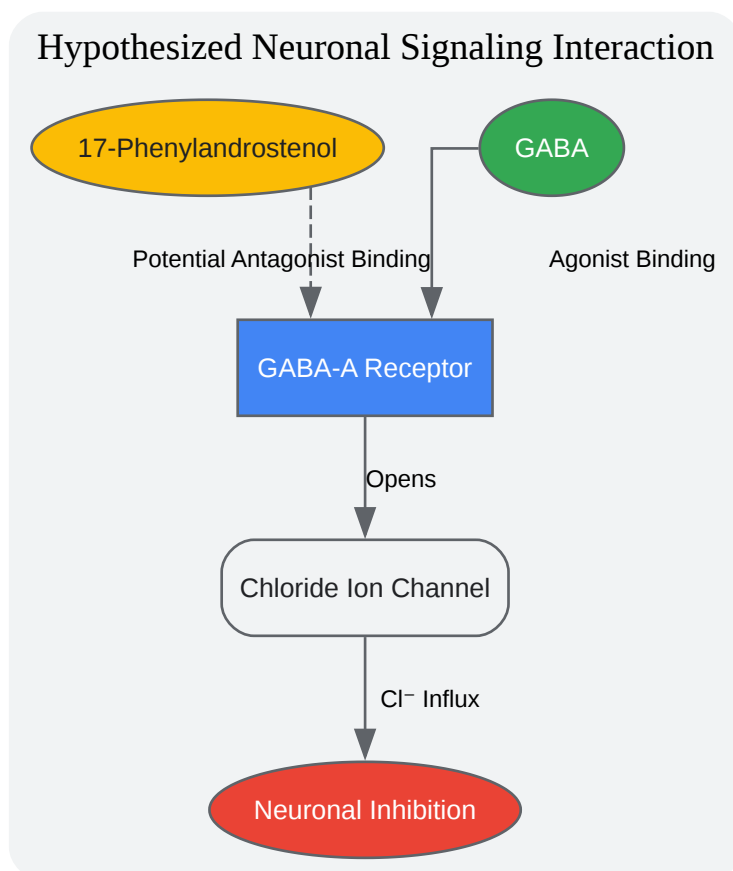 Hypothesized Neuronal Signaling Interaction
17-Phenylandrostenol
GABA
Potential Antagonist Binding
Agonist Binding
GABA-A Receptor
Opens
Chloride Ion Channel
Cl⁻ Influx
Neuronal Inhibition